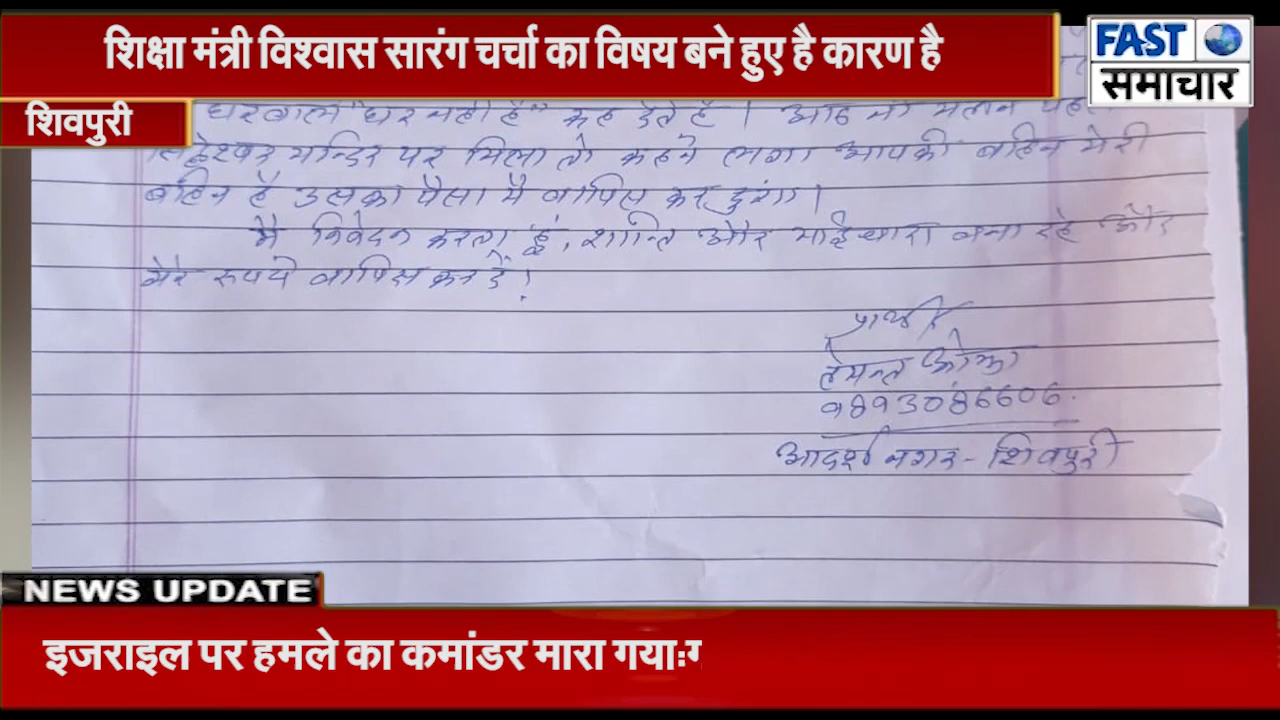 शिक्षा मंत्री विश्वास सारंग चर्चा का विषय बने हुए है कारण है
FAST
समाचार
शिवपुरी
घरवाले "घर नही है" कह देते है ।
सिद्धेश्वर मन्दिर पर मिला तो कहने लगा आपकी बहिन मेरी
बहिन है उसका पैसा मै वापिस कर दुंगा ।
मै निवेदन करता हूं, शान्ति और भाईचारा बना रहे और
मेरे रूपये वापिस कर दें !
प्रार्थी
हेमन्त ओझा
9893086606.
आदर्श नगर - शिवपुरी
NEWS UPDATE
इजराइल पर हमले का कमांडर मारा गयाः